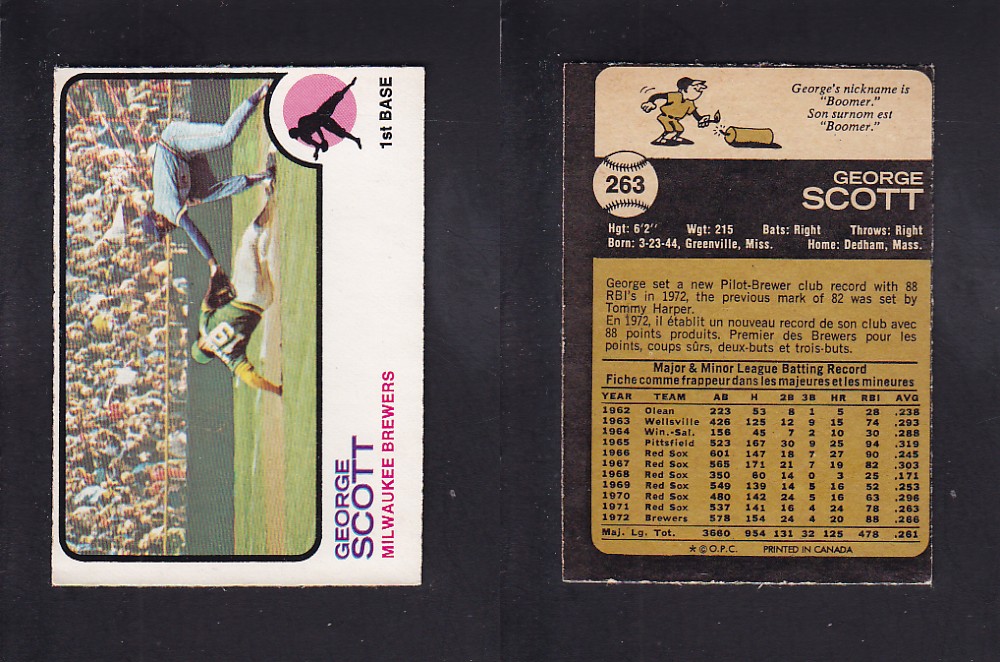 1st BASE
GEORGE
SCOTT
MILWAUKEE BREWERS
19
George's nickname is
"Boomer."
Son surnom est
"Boomer."
263
GEORGE
SCOTT
Hgt: 6'2" Wgt: 215 Bats: Right Throws: Right
Born: 3-23-44, Greenville, Miss. Home: Dedham, Mass.
George set a new Pilot-Brewer club record with 88
RBI's in 1972, the previous mark of 82 was set by
Tommy Harper.
En 1972, il établit un nouveau record de son club avec
88 points produits. Premier des Brewers pour les
points, coups sûrs, deux-buts et trois-buts.
Major & Minor League Batting Record
Fiche comme frappeur dans les majeures et les mineures
YEAR TEAM AB H 2B 3B HR RBI AVG
1962 Olean 223 53 8 1 5 28 .238
1963 Wellsville 426 125 12 9 15 74 .293
1964 Win.-Sal. 156 45 7 2 10 30 .288
1965 Pittsfield 523 167 30 9 25 94 .319
1966 Red Sox 601 147 18 7 27 90 .245
1967 Red Sox 565 171 21 7 19 82 .303
1968 Red Sox 350 60 14 0 3 25 .171
1969 Red Sox 549 139 14 5 16 52 .253
1970 Red Sox 480 142 24 5 16 63 .296
1971 Red Sox 537 141 16 4 24 78 .263
1972 Brewers 578 154 24 4 20 88 .266
Maj. Lg. Tot. 3660 954 131 32 125 478 .261
* © O.P.C. PRINTED IN CANADA